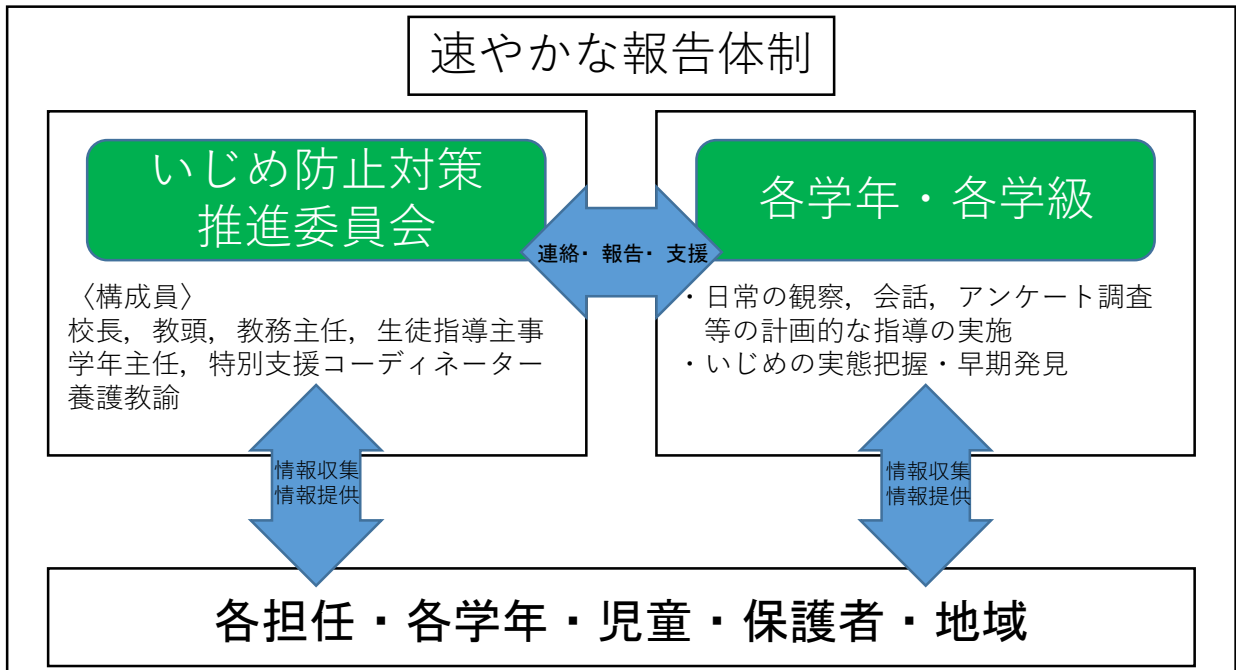 速やかな報告体制
いじめ防止対策
推進委員会
〈構成員〉
校長，教頭，教務主任，生徒指導主事
学年主任，特別支援コーディネーター
養護教諭
連絡・報告・支援
各学年・各学級
・日常の観察，会話，アンケート調査
等の計画的な指導の実施
・いじめの実態把握・早期発見
情報収集
情報提供
情報収集
情報提供
各担任・各学年・児童・保護者・地域